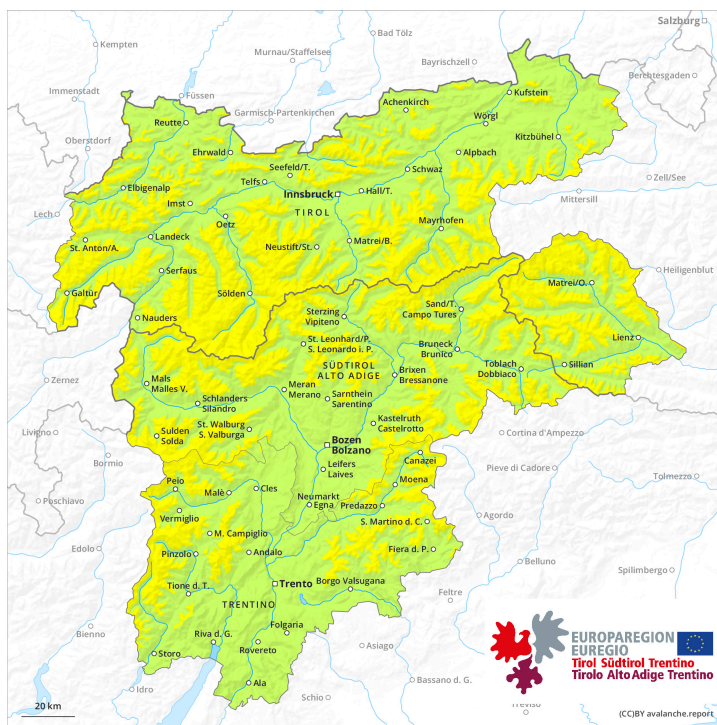 Salzburg
Kempten
Bad Tölz
Murnau/Staffelsee
Bayrischzell
Berchtesgaden
Immenstadt
Füssen
Achenkirch
Kufstein
Garmisch-Partenkirchen
Reutte
Wörgl
Oberstdorf
Kitzbühel
Ehrwald
Alpbach
Seefeld/T.
Schwaz
Telfs
Zell/See
Elbigenalp
Innsbruck
Hall/T.
Mittersill
Imst
TIROL
Lech
Oetz
Mayrhofen
Landeck
St. Anton/A.
Neustift/St.
Matrei/B.
Serfaus
Heiligenblut
Matrei/O.
Galtür
Sölden
Sand/T.
Campo Tures
Nauders
Sterzing
Vipiteno
Lienz
St. Leonhard/P.
S. Leonardo i. P.
Bruneck
Brunico
Toblach
Dobbiaco
Sillian
SÜDTIROL
ALTO ADIGE
Brixen
Bressanone
Zernez
Mals
Malles V.
Meran
Merano
Schlanders
Silandro
Sarnthein
Sarentino
St. Walburg
S. Valburga
Kastelruth
Castelrotto
Livigno
Sulden
Solda
Bozen
Bolzano
Cortina d'Ampezzo
Bormio
Canazei
Leifers
Laives
Pieve di Cadore
Tolmezzo
Peio
Malè
Cles
Moena
Poschiavo
Neumarkt
Egna
Predazzo
Vermiglio
Agordo
S. Martino d. C.
M. Campiglio
Edolo
Pinzolo
Andalo
Fiera d. P.
Belluno
Spilimbergo
Tione d. T.
Trento
Borgo Valsugana
Feltre
TRENTINO
Bienno
Folgaria
Riva d. G.
Rovereto
Asiago
Storo
Bassano d. G.
Idro
Ala
Schio
Treviso
EUROPAREGION
EUREGIO
Tirol Südtirol Trentino
Tirolo Alto Adige Trentino
20 km
(CC)BY avalanche.report